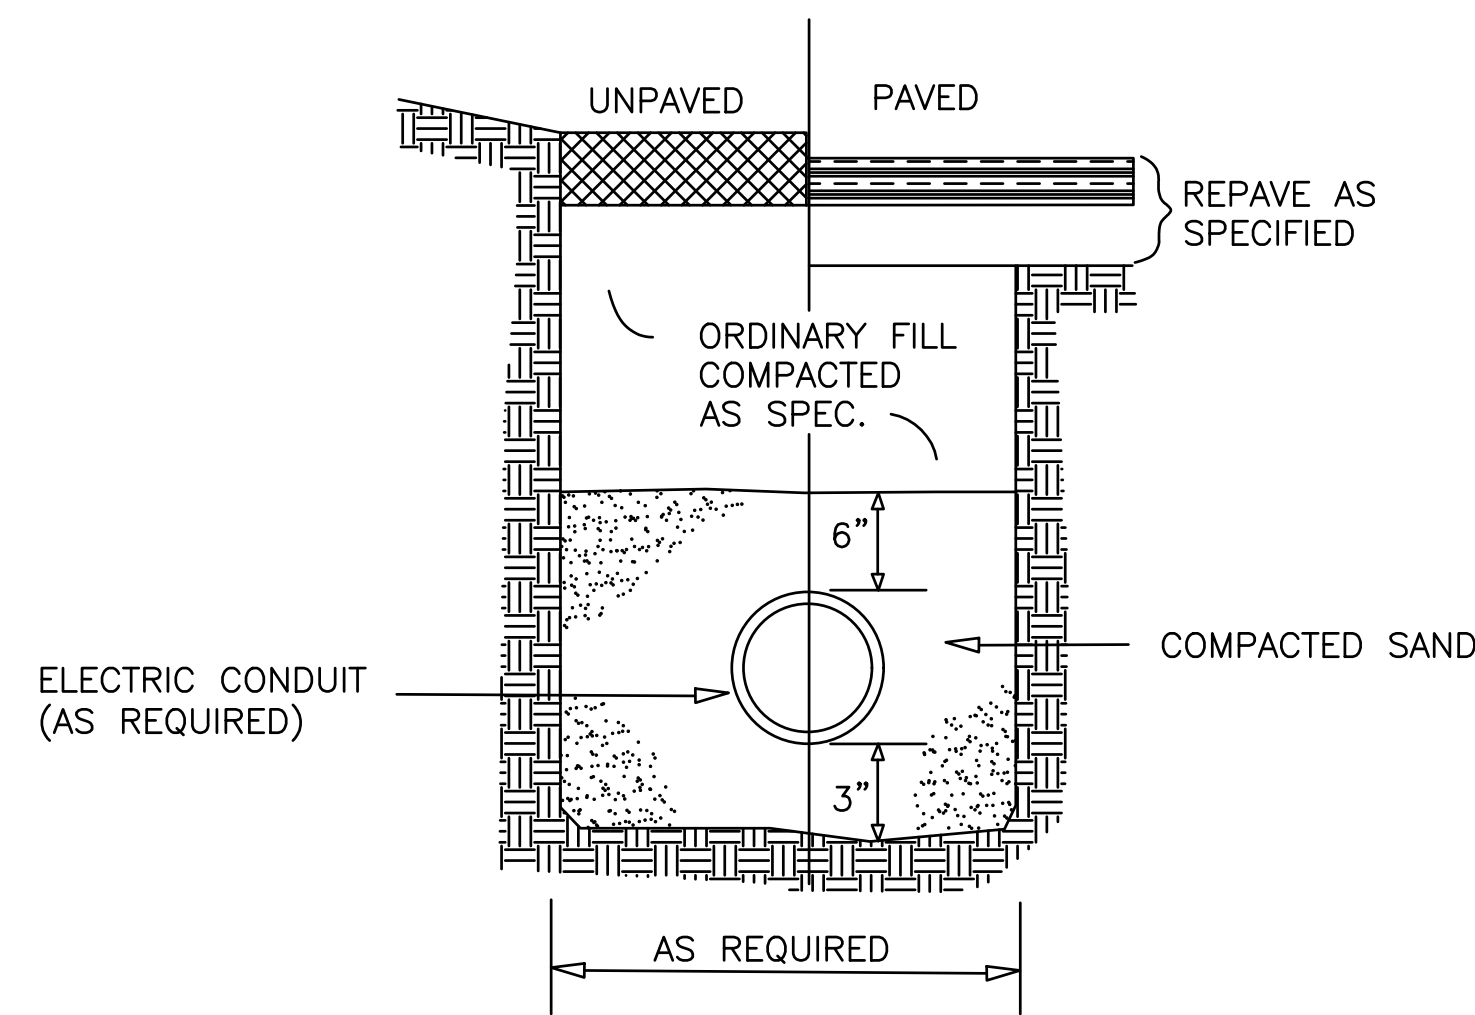 UNPAVED
PAVED
REPAVE AS
SPECIFIED
ORDINARY FILL
COMPACTED
AS SPEC.
6"
COMPACTED SAND
ELECTRIC CONDUIT
(AS REQUIRED)
3"
AS REQUIRED